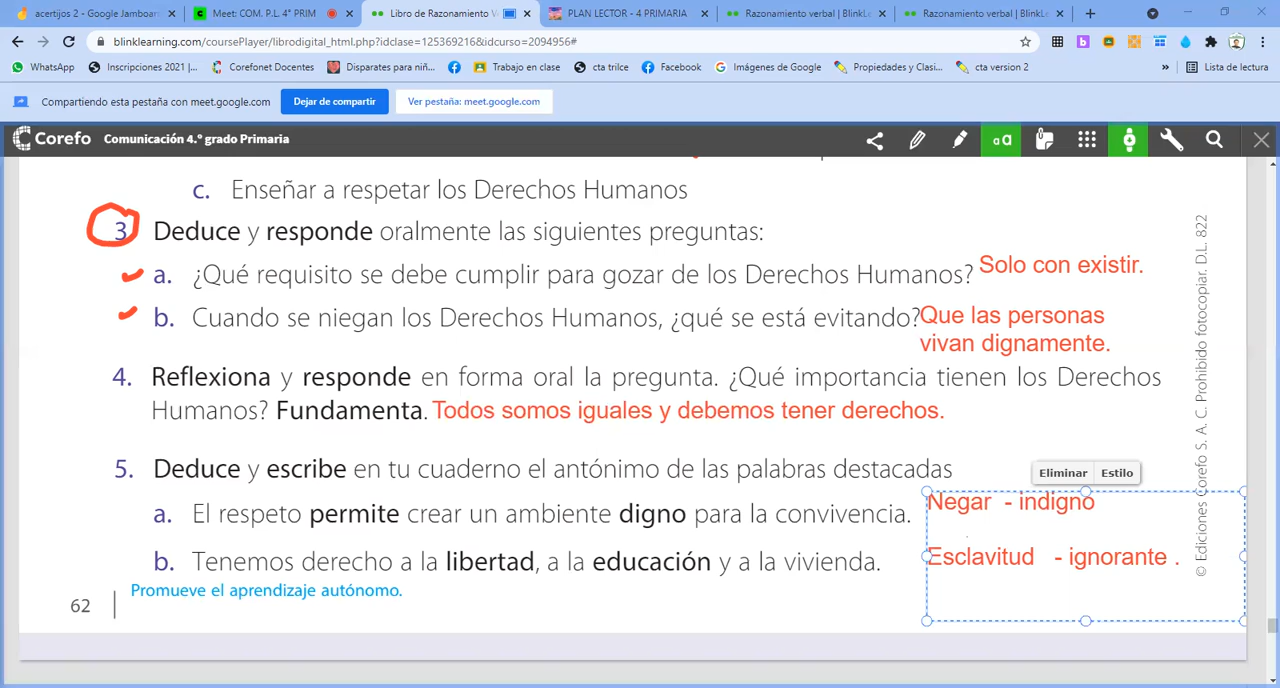 acertijos 2 - Google Jamboard
Meet: COM. P.L. 4° PRIM
Libro de Razonamiento V
PLAN LECTOR - 4 PRIMARIA
Razonamiento verbal | BlinkLe
Razonamiento verbal | BlinkLe
blinklearning.com/coursePlayer/librodigital_html.php?idclase=125369216&idcurso=2094956#
WhatsApp
Inscripciones 2021 |...
Corefonet Docentes
Disparates para niñ...
Trabajo en clase
cta trilce
Facebook
Imágenes de Google
Propiedades y Clasi...
cta version 2
»
Lista de lectura
Compartiendo esta pestaña con meet.google.com
Dejar de compartir
Ver pestaña: meet.google.com
Corefo
Comunicación 4.º grado Primaria
aA
c. Enseñar a respetar los Derechos Humanos
3. Deduce y responde oralmente las siguientes preguntas:
a. ¿Qué requisito se debe cumplir para gozar de los Derechos Humanos? Solo con existir.
b. Cuando se niegan los Derechos Humanos, ¿qué se está evitando? Que las personas
vivan dignamente.
4. Reflexiona y responde en forma oral la pregunta. ¿Qué importancia tienen los Derechos
Humanos? Fundamenta. Todos somos iguales y debemos tener derechos.
5. Deduce y escribe en tu cuaderno el antónimo de las palabras destacadas
Eliminar Estilo
a. El respeto permite crear un ambiente digno para la convivencia. Negar - indigno
b. Tenemos derecho a la libertad, a la educación y a la vivienda. Esclavitud - ignorante .
Promueve el aprendizaje autónomo.
62
© Ediciones Corefo S. A. C. Prohibido fotocopiar. D.L. 822